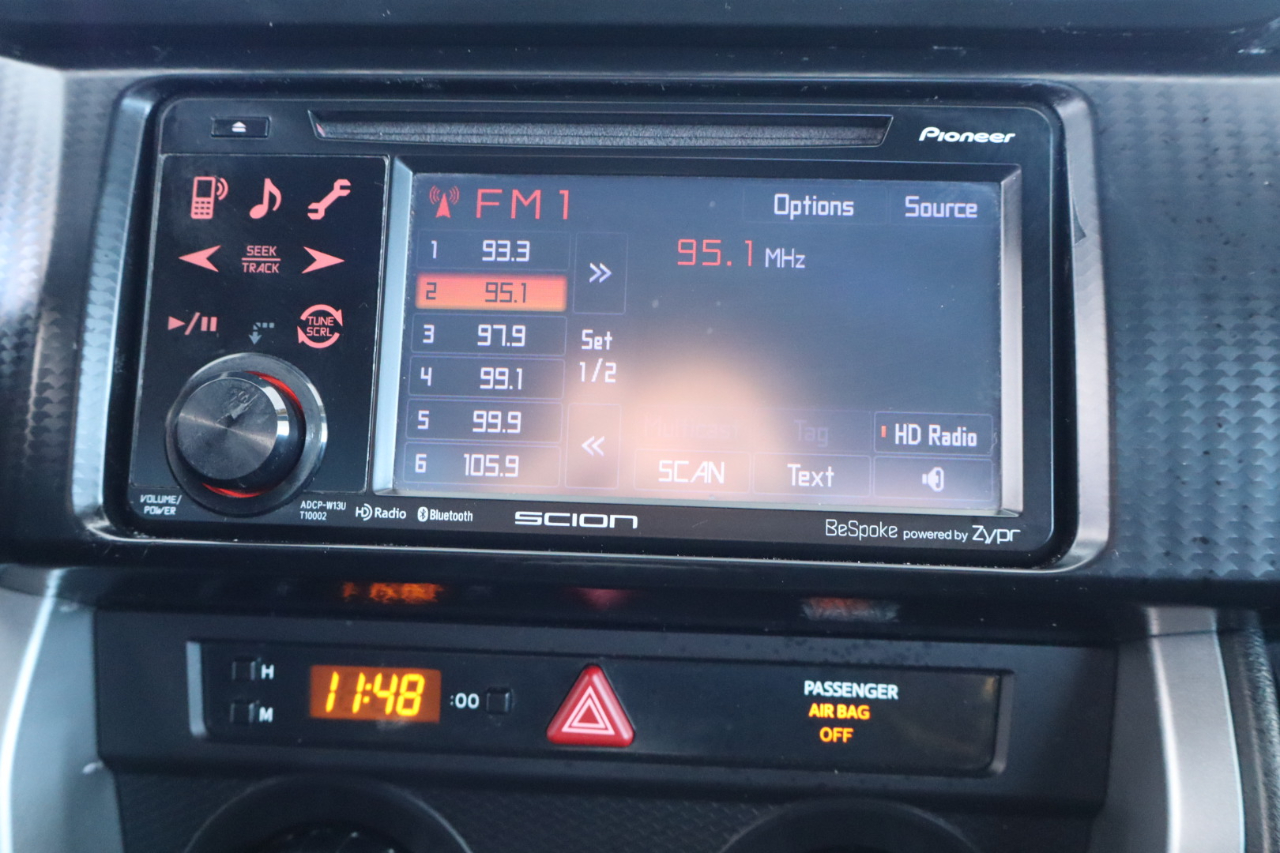 Pioneer
FM1
Options
Source
1 93.3
95.1 MHz
2 95.1
3 97.9
Set
1/2
4 99.1
5 99.9
Multicast
Tag
HD Radio
6 105.9
SCAN
Text
SEEK
TRACK
TUNE
SCRL
VOLUME/
POWER
ADCP-W13U
T10002
HD Radio
Bluetooth
SCION
BeSpoke powered by Zypr
H
M
11:48
:00
PASSENGER
AIR BAG
OFF